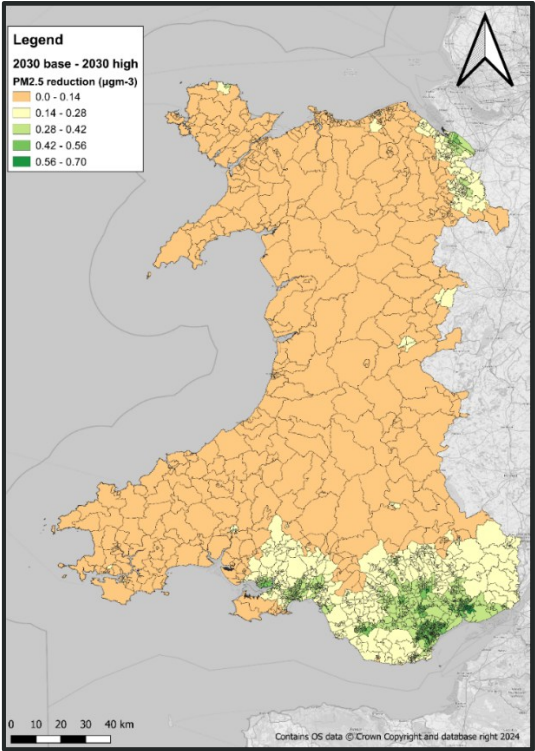 Legend
2030 base - 2030 high
PM2.5 reduction (µgm-3)
0.0 - 0.14
0.14 - 0.28
0.28 - 0.42
0.42 - 0.56
0.56 - 0.70
0 10 20 30 40 km
Contains OS data © Crown Copyright and database right 2024